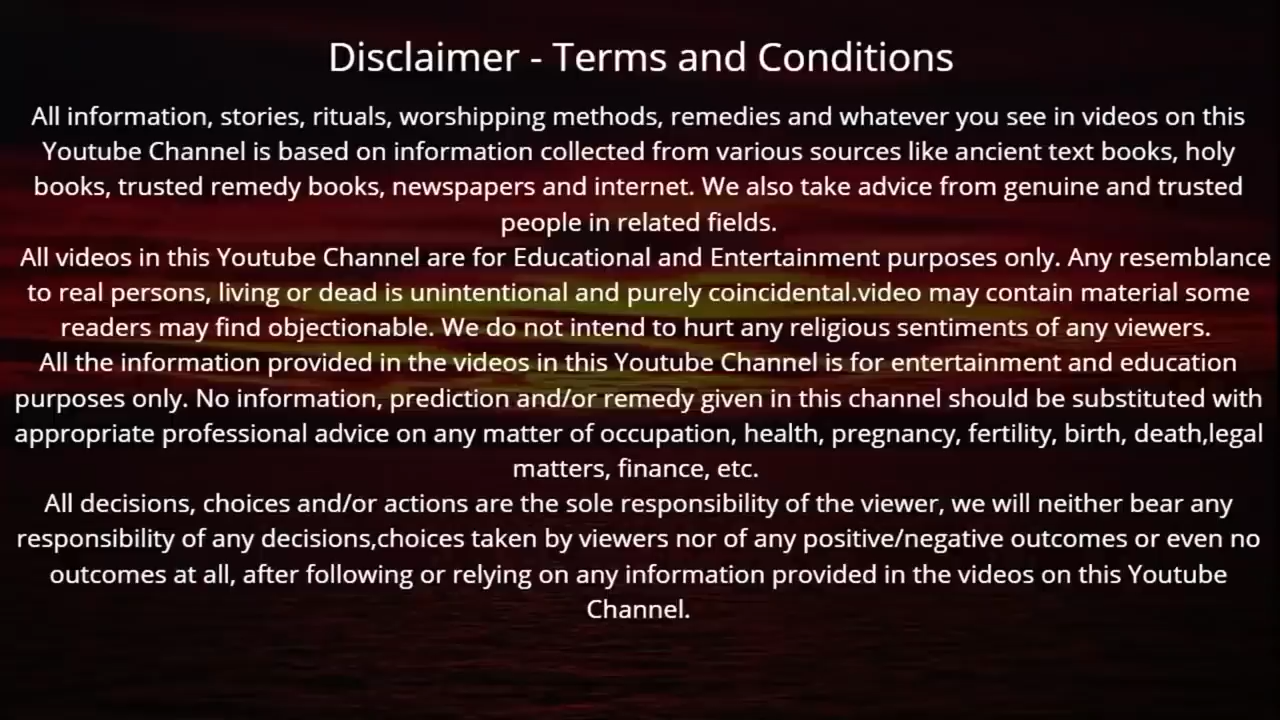 Disclaimer - Terms and Conditions
All information, stories, rituals, worshipping methods, remedies and whatever you see in videos on this
Youtube Channel is based on information collected from various sources like ancient text books, holy
books, trusted remedy books, newspapers and internet. We also take advice from genuine and trusted
people in related fields.
All videos in this Youtube Channel are for Educational and Entertainment purposes only. Any resemblance
to real persons, living or dead is unintentional and purely coincidental.video may contain material some
readers may find objectionable. We do not intend to hurt any religious sentiments of any viewers.
All the information provided in the videos in this Youtube Channel is for entertainment and education
purposes only. No information, prediction and/or remedy given in this channel should be substituted with
appropriate professional advice on any matter of occupation, health, pregnancy, fertility, birth, death,legal
matters, finance, etc.
All decisions, choices and/or actions are the sole responsibility of the viewer, we will neither bear any
responsibility of any decisions,choices taken by viewers nor of any positive/negative outcomes or even no
outcomes at all, after following or relying on any information provided in the videos on this Youtube
Channel.